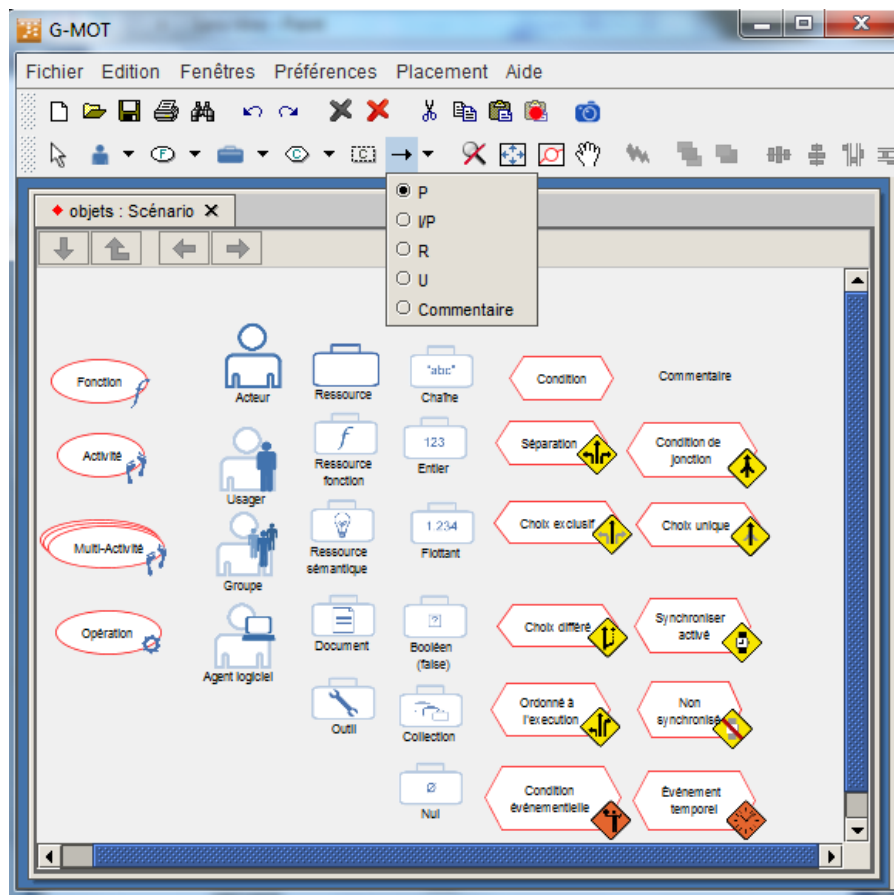 G-MOT
Fichier Edition Fenêtres Préférences Placement Aide
F
C
C
P
I/P
R
U
Commentaire
objets : Scénario
Fonction
f
Acteur
Ressource
"abc"
Chaîne
Condition
Commentaire
Activité
Usager
f
Ressource
fonction
123
Entier
Séparation
Condition de
jonction
Multi-Activité
Groupe
Ressource
sémantique
1.234
Flottant
Choix exclusif
Choix unique
Opération
Agent logiciel
Document
[?]
Booléen
(false)
Choix différé
Synchroniser
activé
Outil
Collection
Ordonné à
l'execution
Non
synchronisé
Ø
Nul
Condition
évènementielle
Évènement
temporel